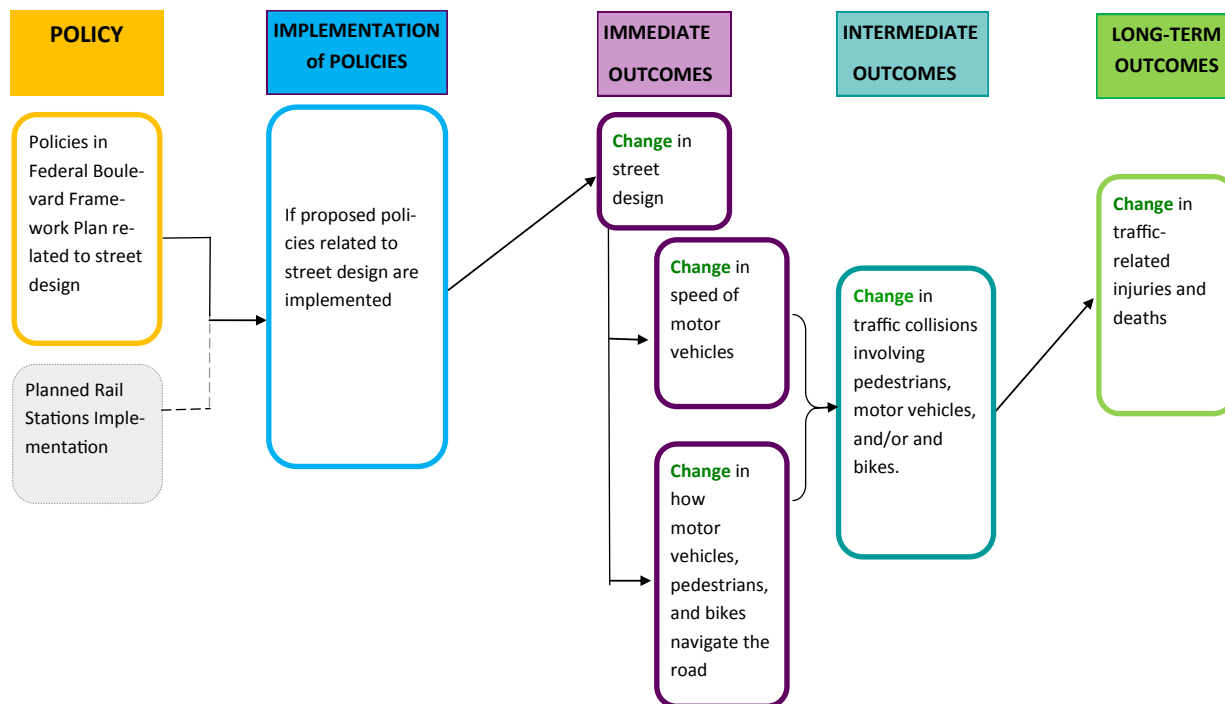 POLICY
IMPLEMENTATION
of POLICIES
IMMEDIATE
OUTCOMES
INTERMEDIATE
OUTCOMES
LONG-TERM
OUTCOMES
Policies in
Federal Boule-
vard Frame-
work Plan re-
lated to street
design
Planned Rail
Stations Imple-
mentation
If proposed poli-
cies related to
street design are
implemented
Change in
street
design
Change in
speed of
motor
vehicles
Change in
how
motor
vehicles,
pedestrians,
and bikes
navigate the
road
Change in
traffic collisions
involving
pedestrians,
motor vehicles,
and/or and
bikes.
Change in
traffic-
related
injuries and
deaths